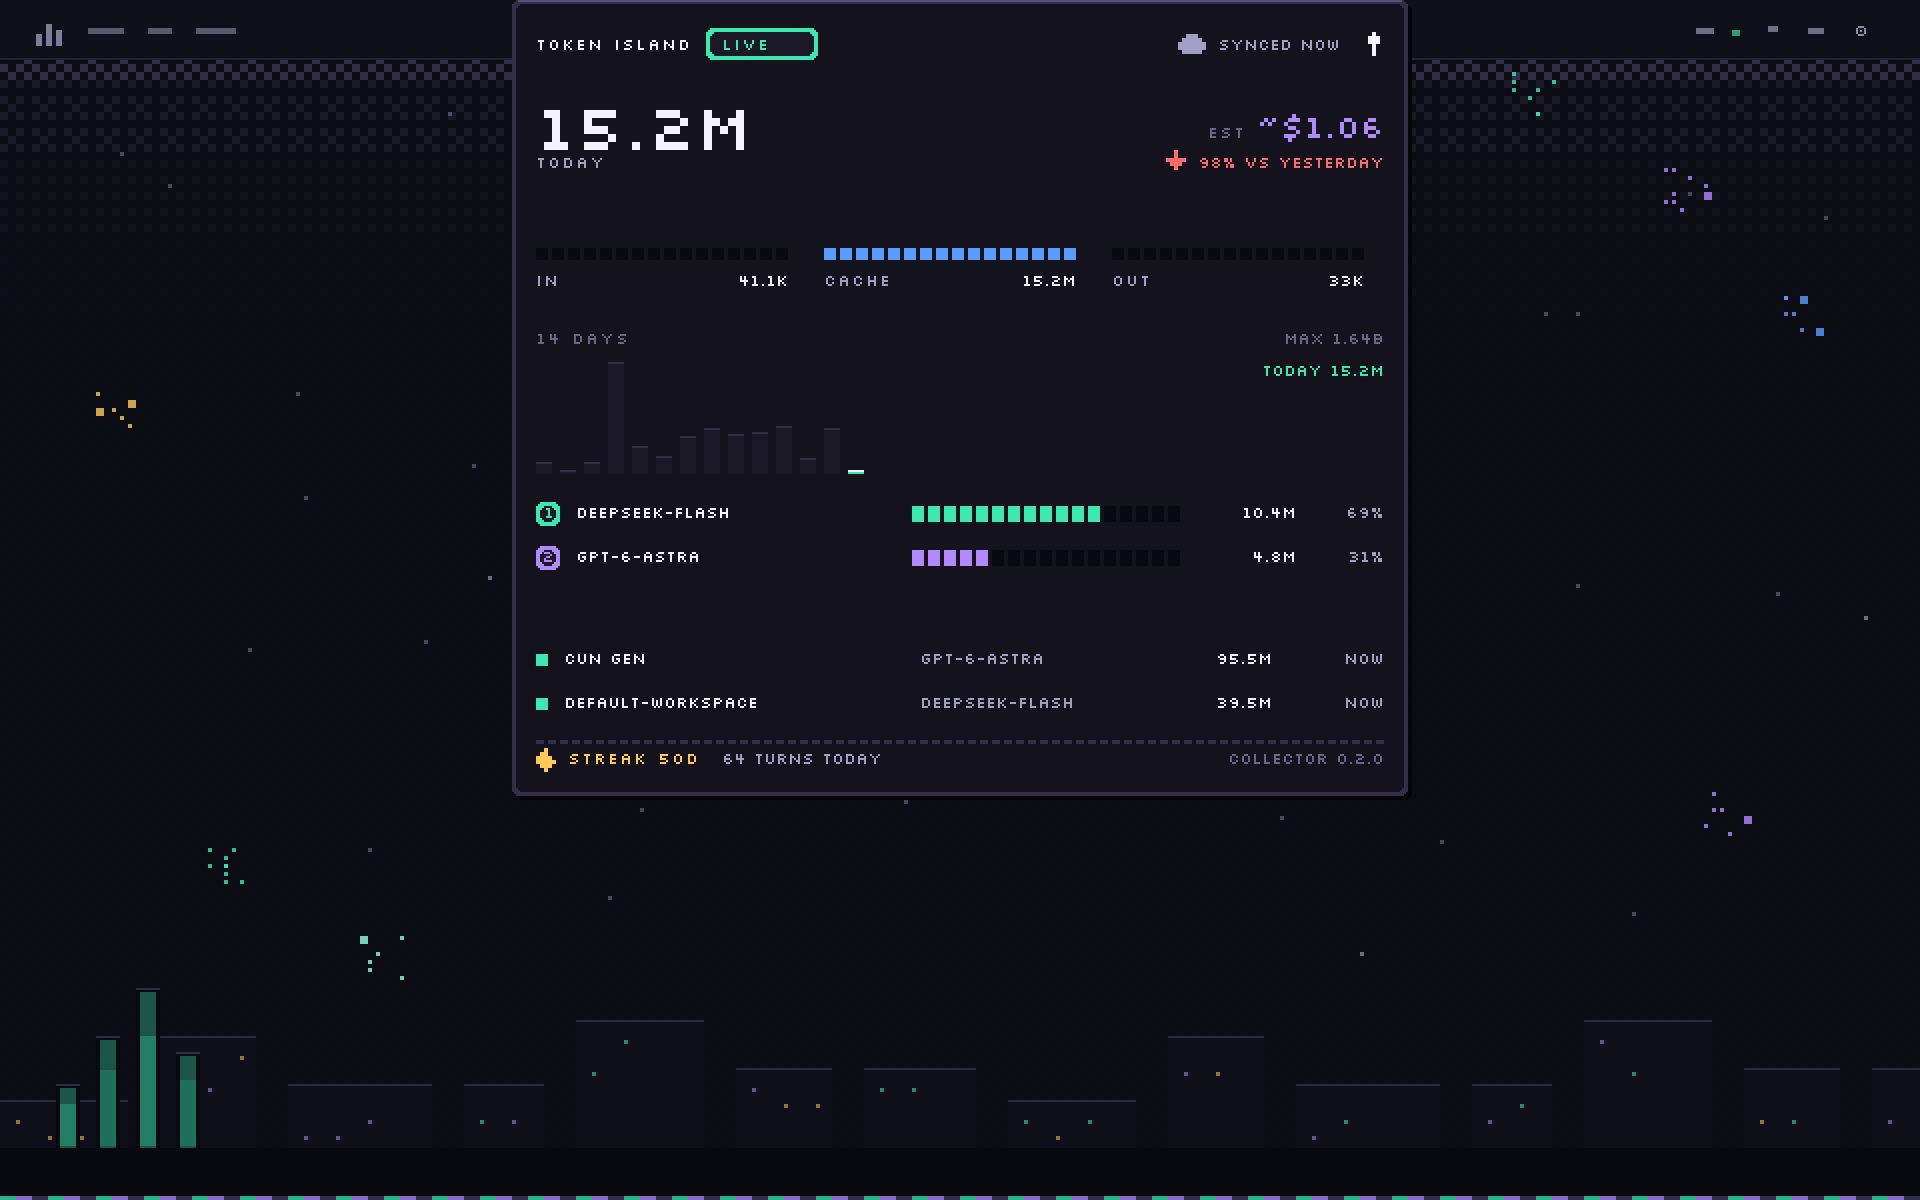 TOKEN ISLAND LIVE SYNCED NOW
15.2M
TODAY
EST ~$1.06
98% VS YESTERDAY
IN 41.1K CACHE 15.2M OUT 33K
14 DAYS MAX 1.64B
TODAY 15.2M
1 DEEPSEEK-FLASH 10.4M 69%
2 GPT-6-ASTRA 4.8M 31%
CUN GEN GPT-6-ASTRA 95.5M NOW
DEFAULT-WORKSPACE DEEPSEEK-FLASH 39.5M NOW
STREAK 50D 64 TURNS TODAY COLLECTOR 0.2.0